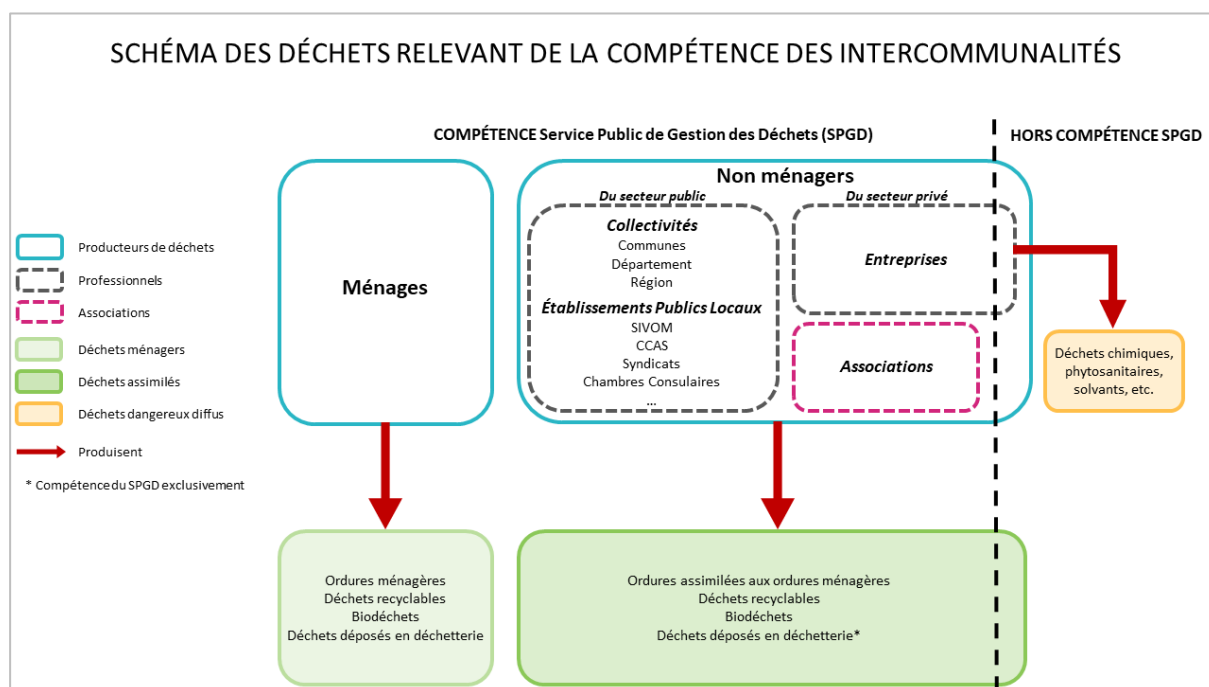 SCHÉMA DES DÉCHETS RELEVANT DE LA COMPÉTENCE DES INTERCOMMUNALITÉS
COMPÉTENCE Service Public de Gestion des Déchets (SPGD)
HORS COMPÉTENCE SPGD
Producteurs de déchets
Professionnels
Associations
Déchets ménagers
Déchets assimilés
Déchets dangereux diffus
Produisent
* Compétence du SPGD exclusivement
Ménages
Non ménagers
Du secteur public
Collectivités
Communes
Département
Région
Établissements Publics Locaux
SIVOM
CCAS
Syndicats
Chambres Consulaires
...
Du secteur privé
Entreprises
Associations
Déchets chimiques,
phytosanitaires,
solvants, etc.
Ordures ménagères
Déchets recyclables
Biodéchets
Déchets déposés en déchetterie
Ordures assimilées aux ordures ménagères
Déchets recyclables
Biodéchets
Déchets déposés en déchetterie*